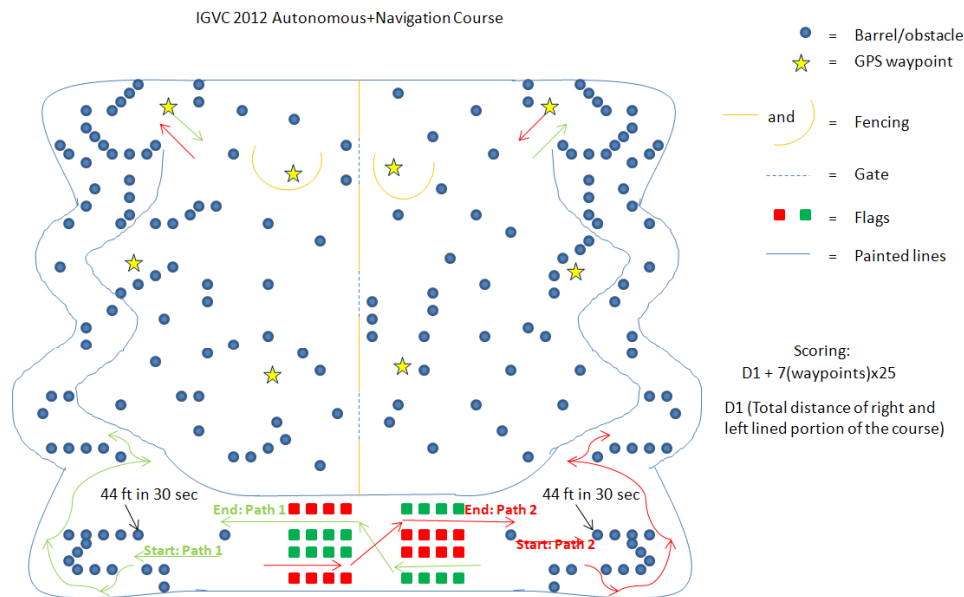 IGVC 2012 Autonomous+Navigation Course
= Barrel/obstacle
= GPS waypoint
and = Fencing
= Gate
= Flags
= Painted lines
Scoring:
D1 + 7(waypoints)x25
D1 (Total distance of right and
left lined portion of the course)
44 ft in 30 sec
44 ft in 30 sec
End: Path 1
End: Path 2
Start: Path 1
Start: Path 2